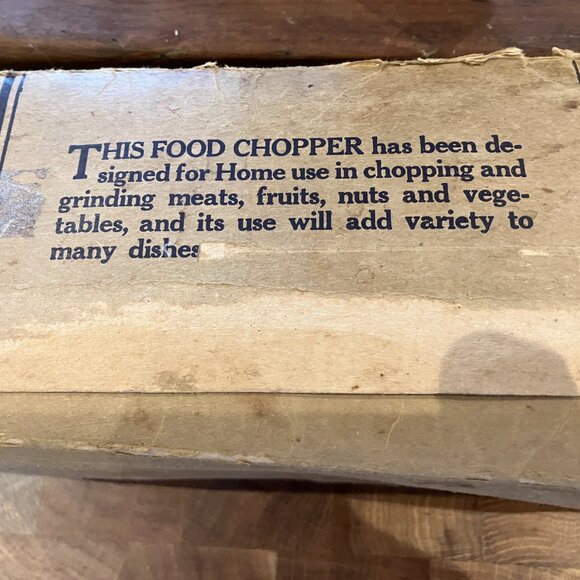 THIS FOOD CHOPPER has been de-
signed for Home use in chopping and
grinding meats, fruits, nuts and vege-
tables, and its use will add variety to
many dishes